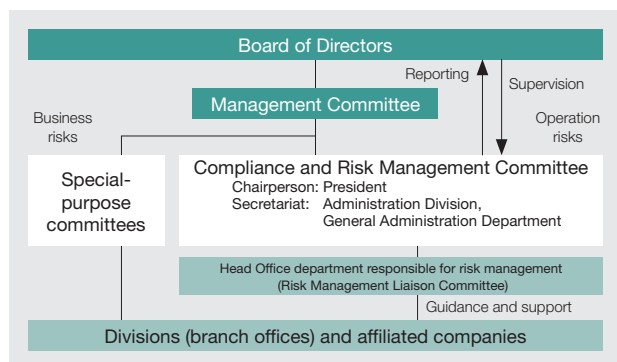 Board of Directors
Reporting
Supervision
Management Committee
Business
risks
Operation
risks
Special-
purpose
committees
Compliance and Risk Management Committee
Chairperson: President
Secretariat: Administration Division,
General Administration Department
Head Office department responsible for risk management
(Risk Management Liaison Committee)
Guidance and support
Divisions (branch offices) and affiliated companies